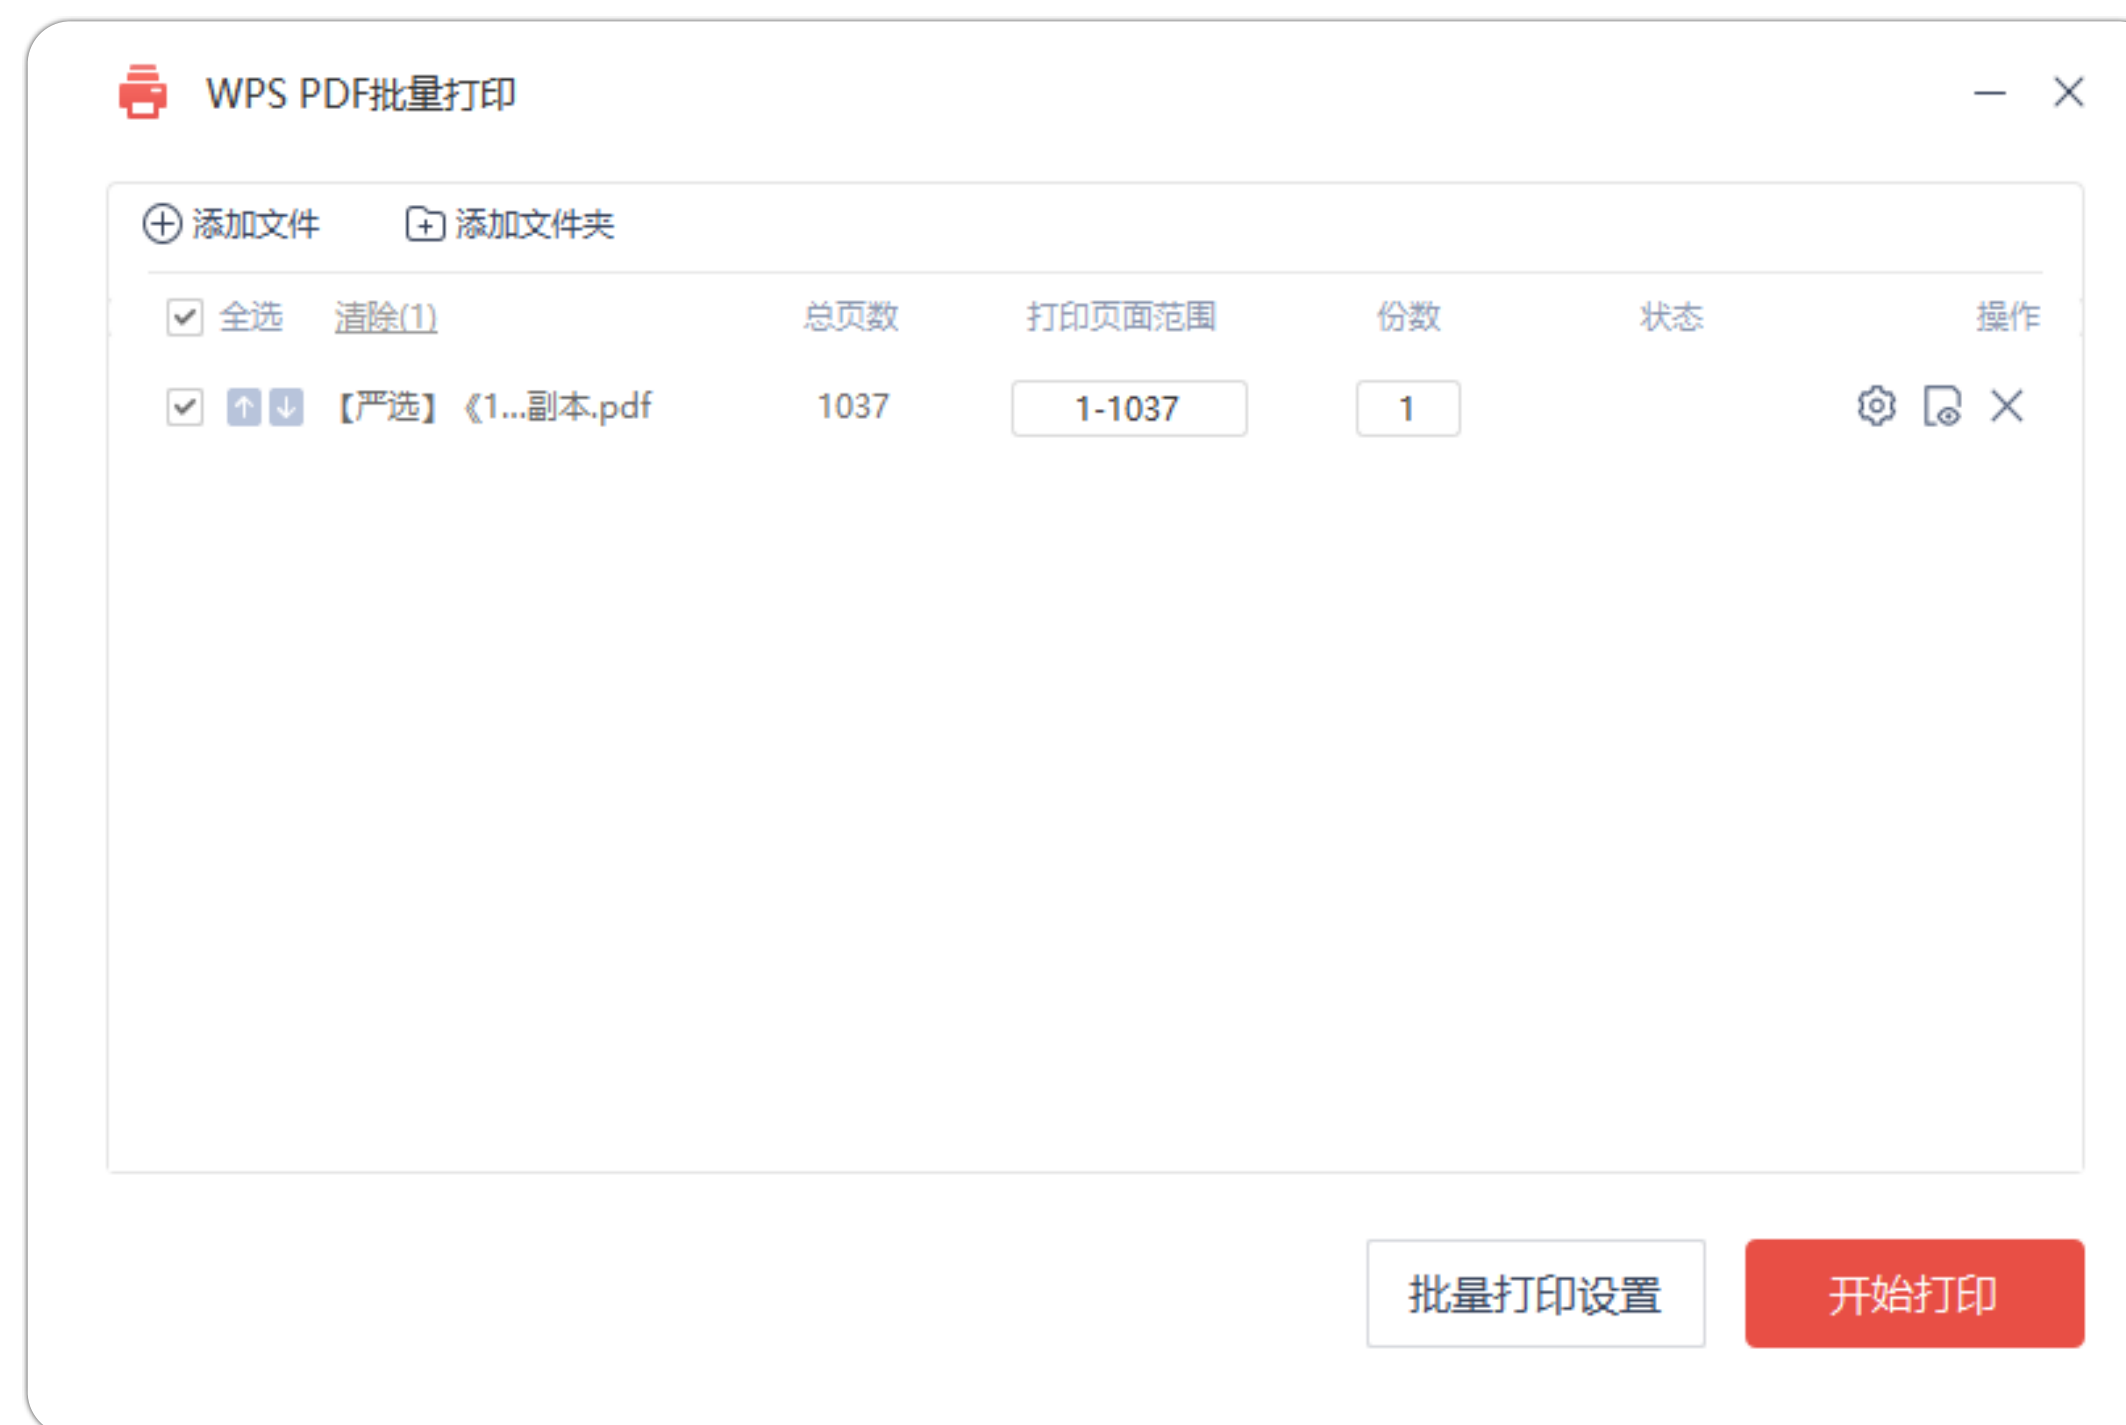 WPS PDF批量打印
添加文件 添加文件夹
全选 清除(1) 总页数 打印页面范围 份数 状态 操作
【严选】《1...副本.pdf 1037 1-1037 1
批量打印设置 开始打印